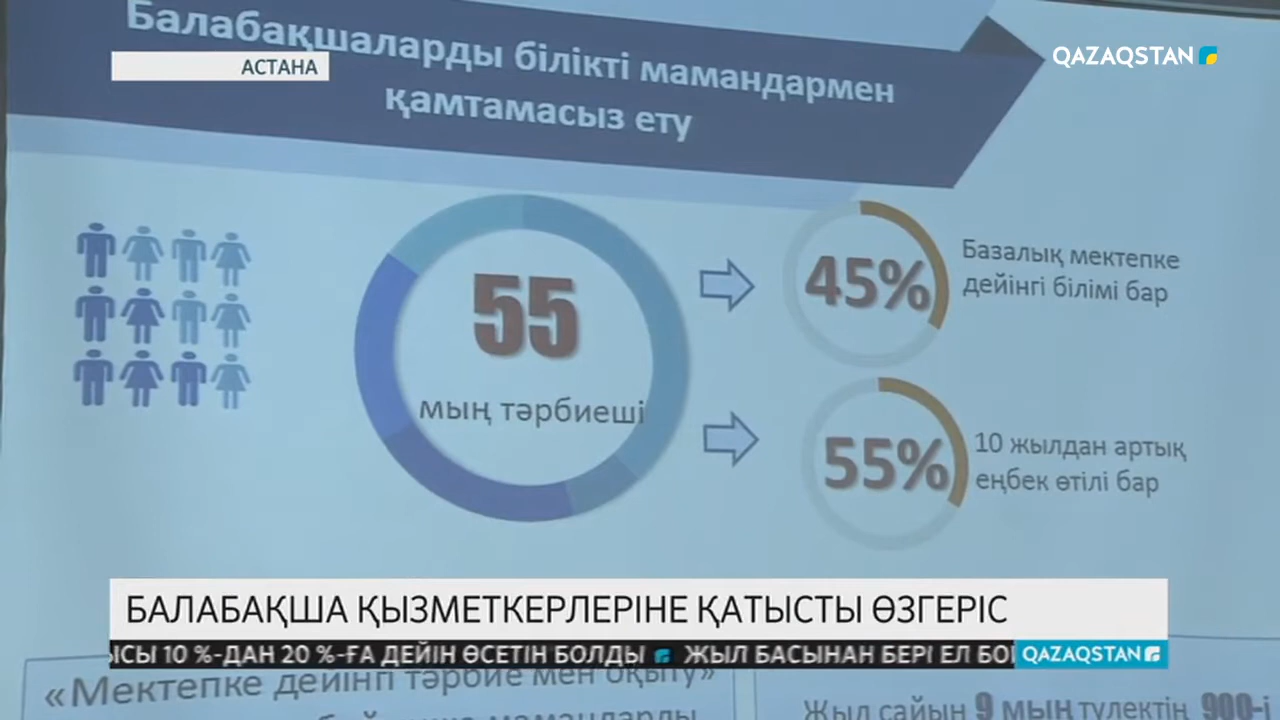 Балабақшаларды білікті мамандармен
қамтамасыз ету
АСТАНА
QAZAQSTAN
55
мың тәрбиеші
45%
Базалық мектепке
дейінгі білімі бар
55%
10 жылдан артық
еңбек өтілі бар
БАЛАБАҚША ҚЫЗМЕТКЕРЛЕРІНЕ ҚАТЫСТЫ ӨЗГЕРІС
10 %-ДАН 20 %-ҒА ДЕЙІН ӨСЕТІН БОЛДЫ ЖЫЛ БАСЫНАН БЕРІ ЕЛ
QAZAQSTAN
«Мектепке дейінгі тәрбие мен оқыту»
мамандарды
Жыл сайын 9 мың түлектің 900-і